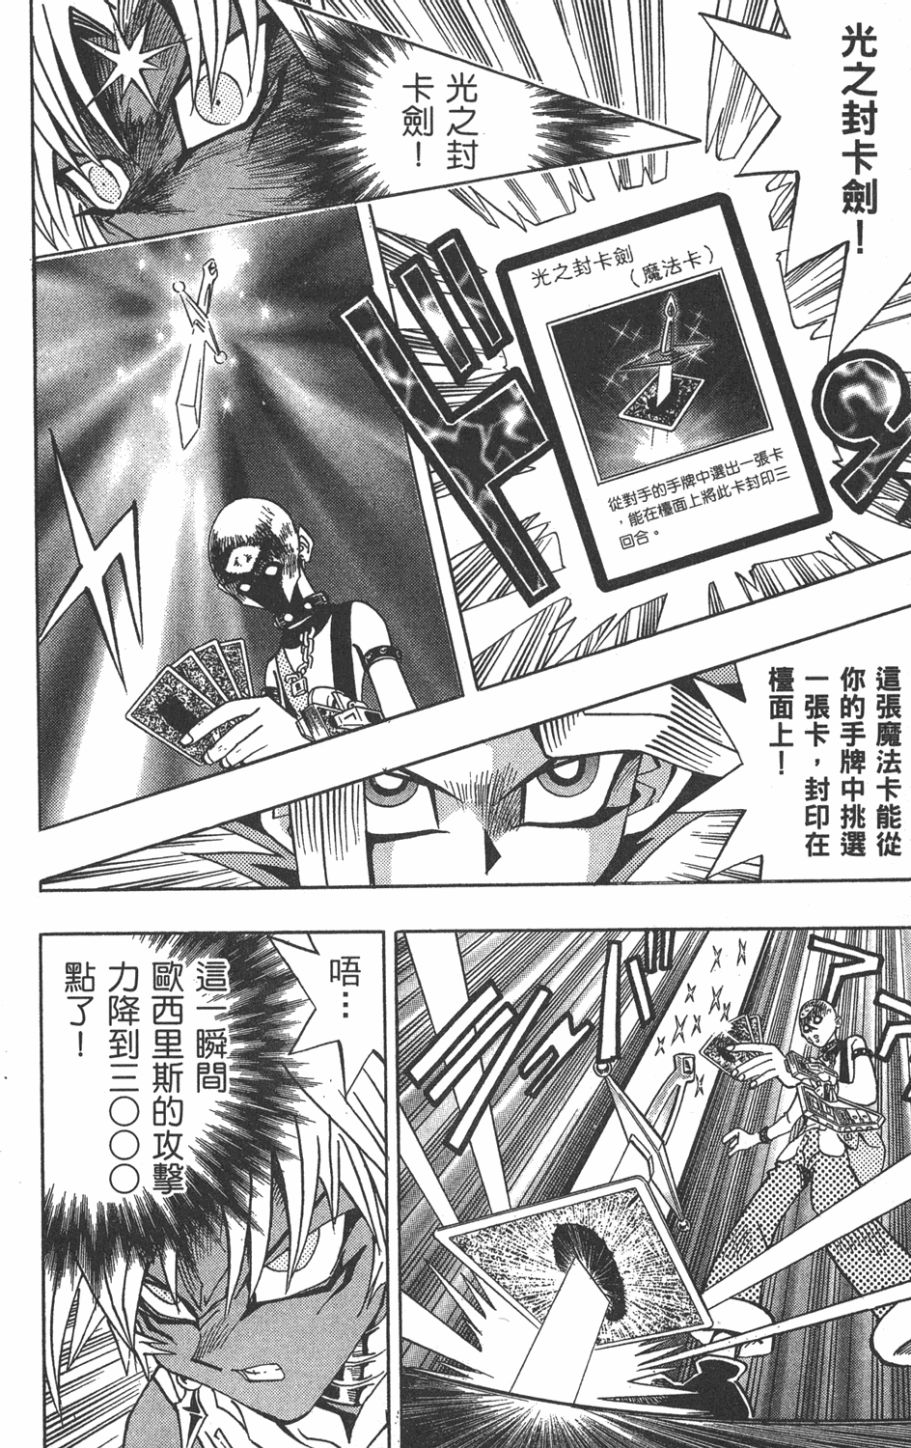 光之封卡劍！
光之封
卡劍！
光之封卡劍
（魔法卡）
從對手的手牌中選出一張卡
，能在檯面上將此卡封印三
回合。
這張魔法卡能從
你的手牌中挑選
一張卡，封印在
檯面上！
唔…
這一瞬間
歐西里斯的攻擊
力降到三〇〇〇
點了！